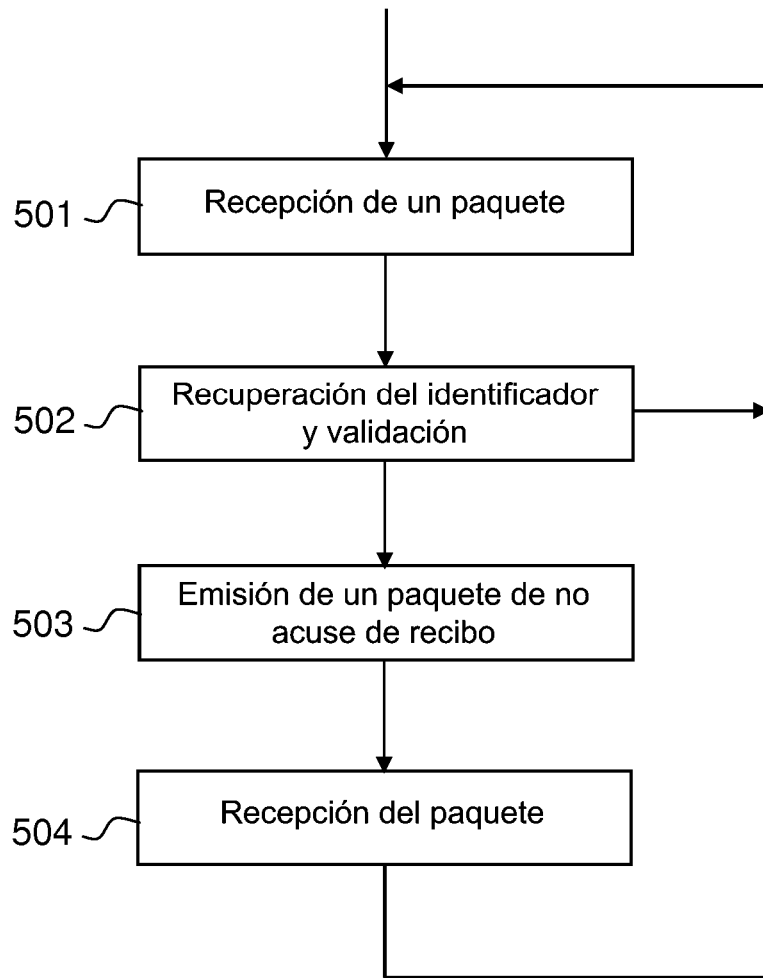 501
Recepción de un paquete
502
Recuperación del identificador
y validación
503
Emisión de un paquete de no
acuse de recibo
504
Recepción del paquete